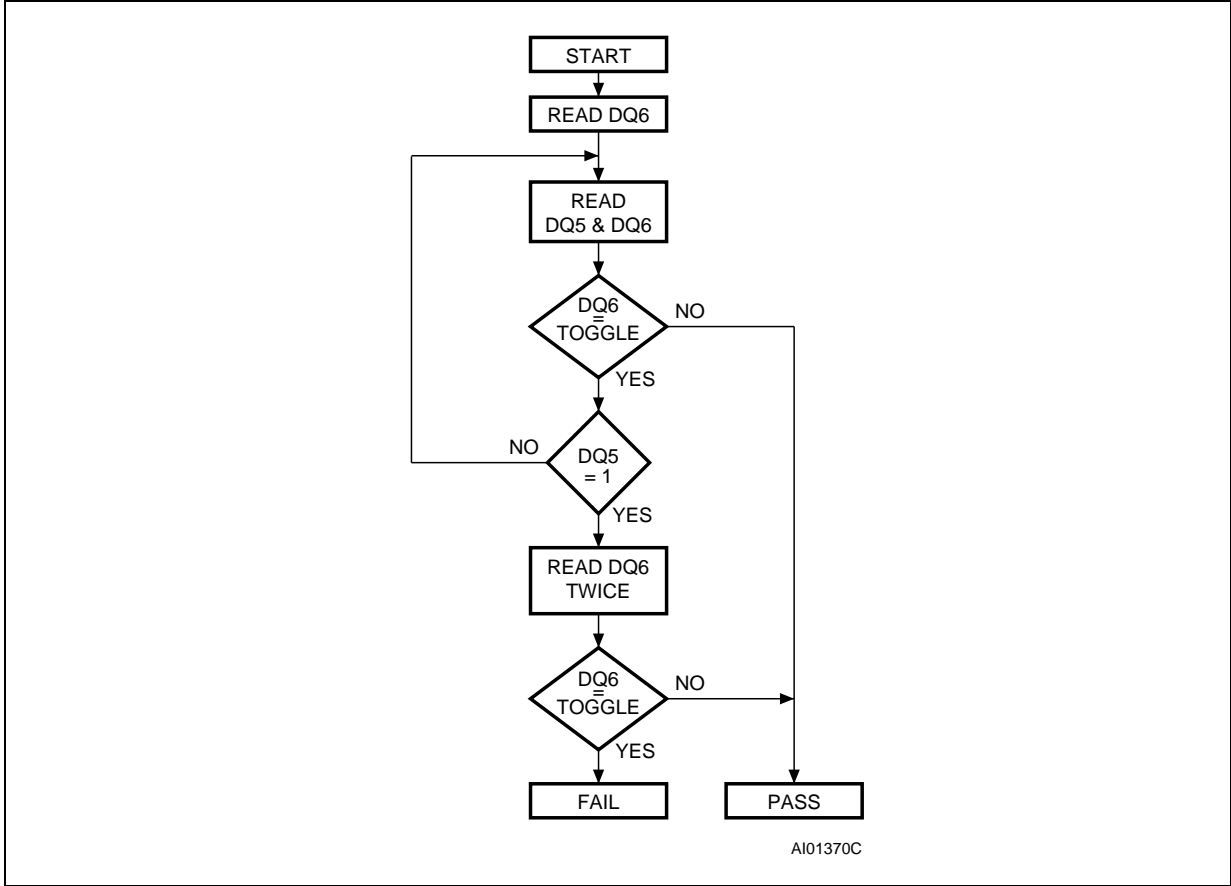 START
READ DQ6
READ
DQ5 & DQ6
DQ6
=
TOGGLE
NO
YES
NO
DQ5
= 1
YES
READ DQ6
TWICE
DQ6
=
TOGGLE
NO
YES
FAIL
PASS
AI01370C